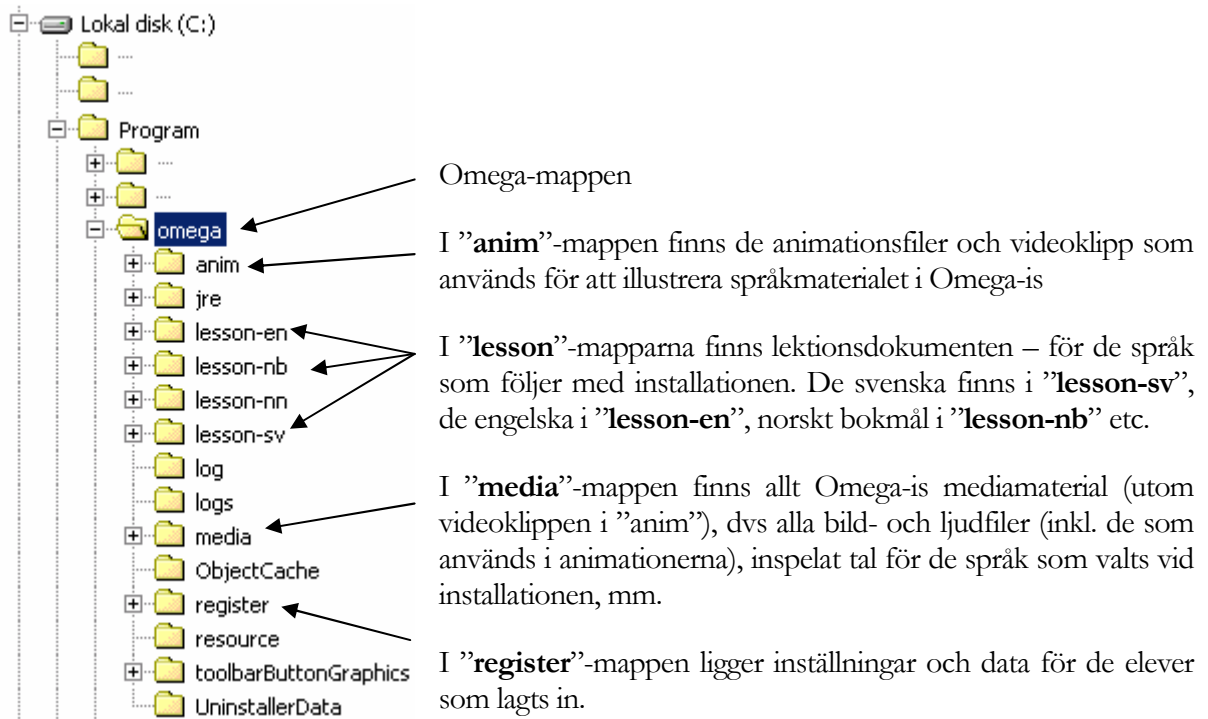 Lokal disk (C:)
....
....
Program
....
....
omega
anim
jre
lesson-en
lesson-nb
lesson-nn
lesson-sv
log
logs
media
ObjectCache
register
resource
toolbarButtonGraphics
UninstallerData
Omega-mappen
I ”anim”-mappen finns de animationsfiler och videoklipp som
används för att illustrera språkmaterialet i Omega-is
I ”lesson”-mapparna finns lektionsdokumenten – för de språk
som följer med installationen. De svenska finns i ”lesson-sv”,
de engelska i ”lesson-en”, norskt bokmål i ”lesson-nb” etc.
I ”media”-mappen finns allt Omega-is mediamaterial (utom
videoklippen i ”anim”), dvs alla bild- och ljudfiler (inkl. de som
används i animationerna), inspelat tal för de språk som valts vid
installationen, mm.
I ”register”-mappen ligger inställningar och data för de elever
som lagts in.